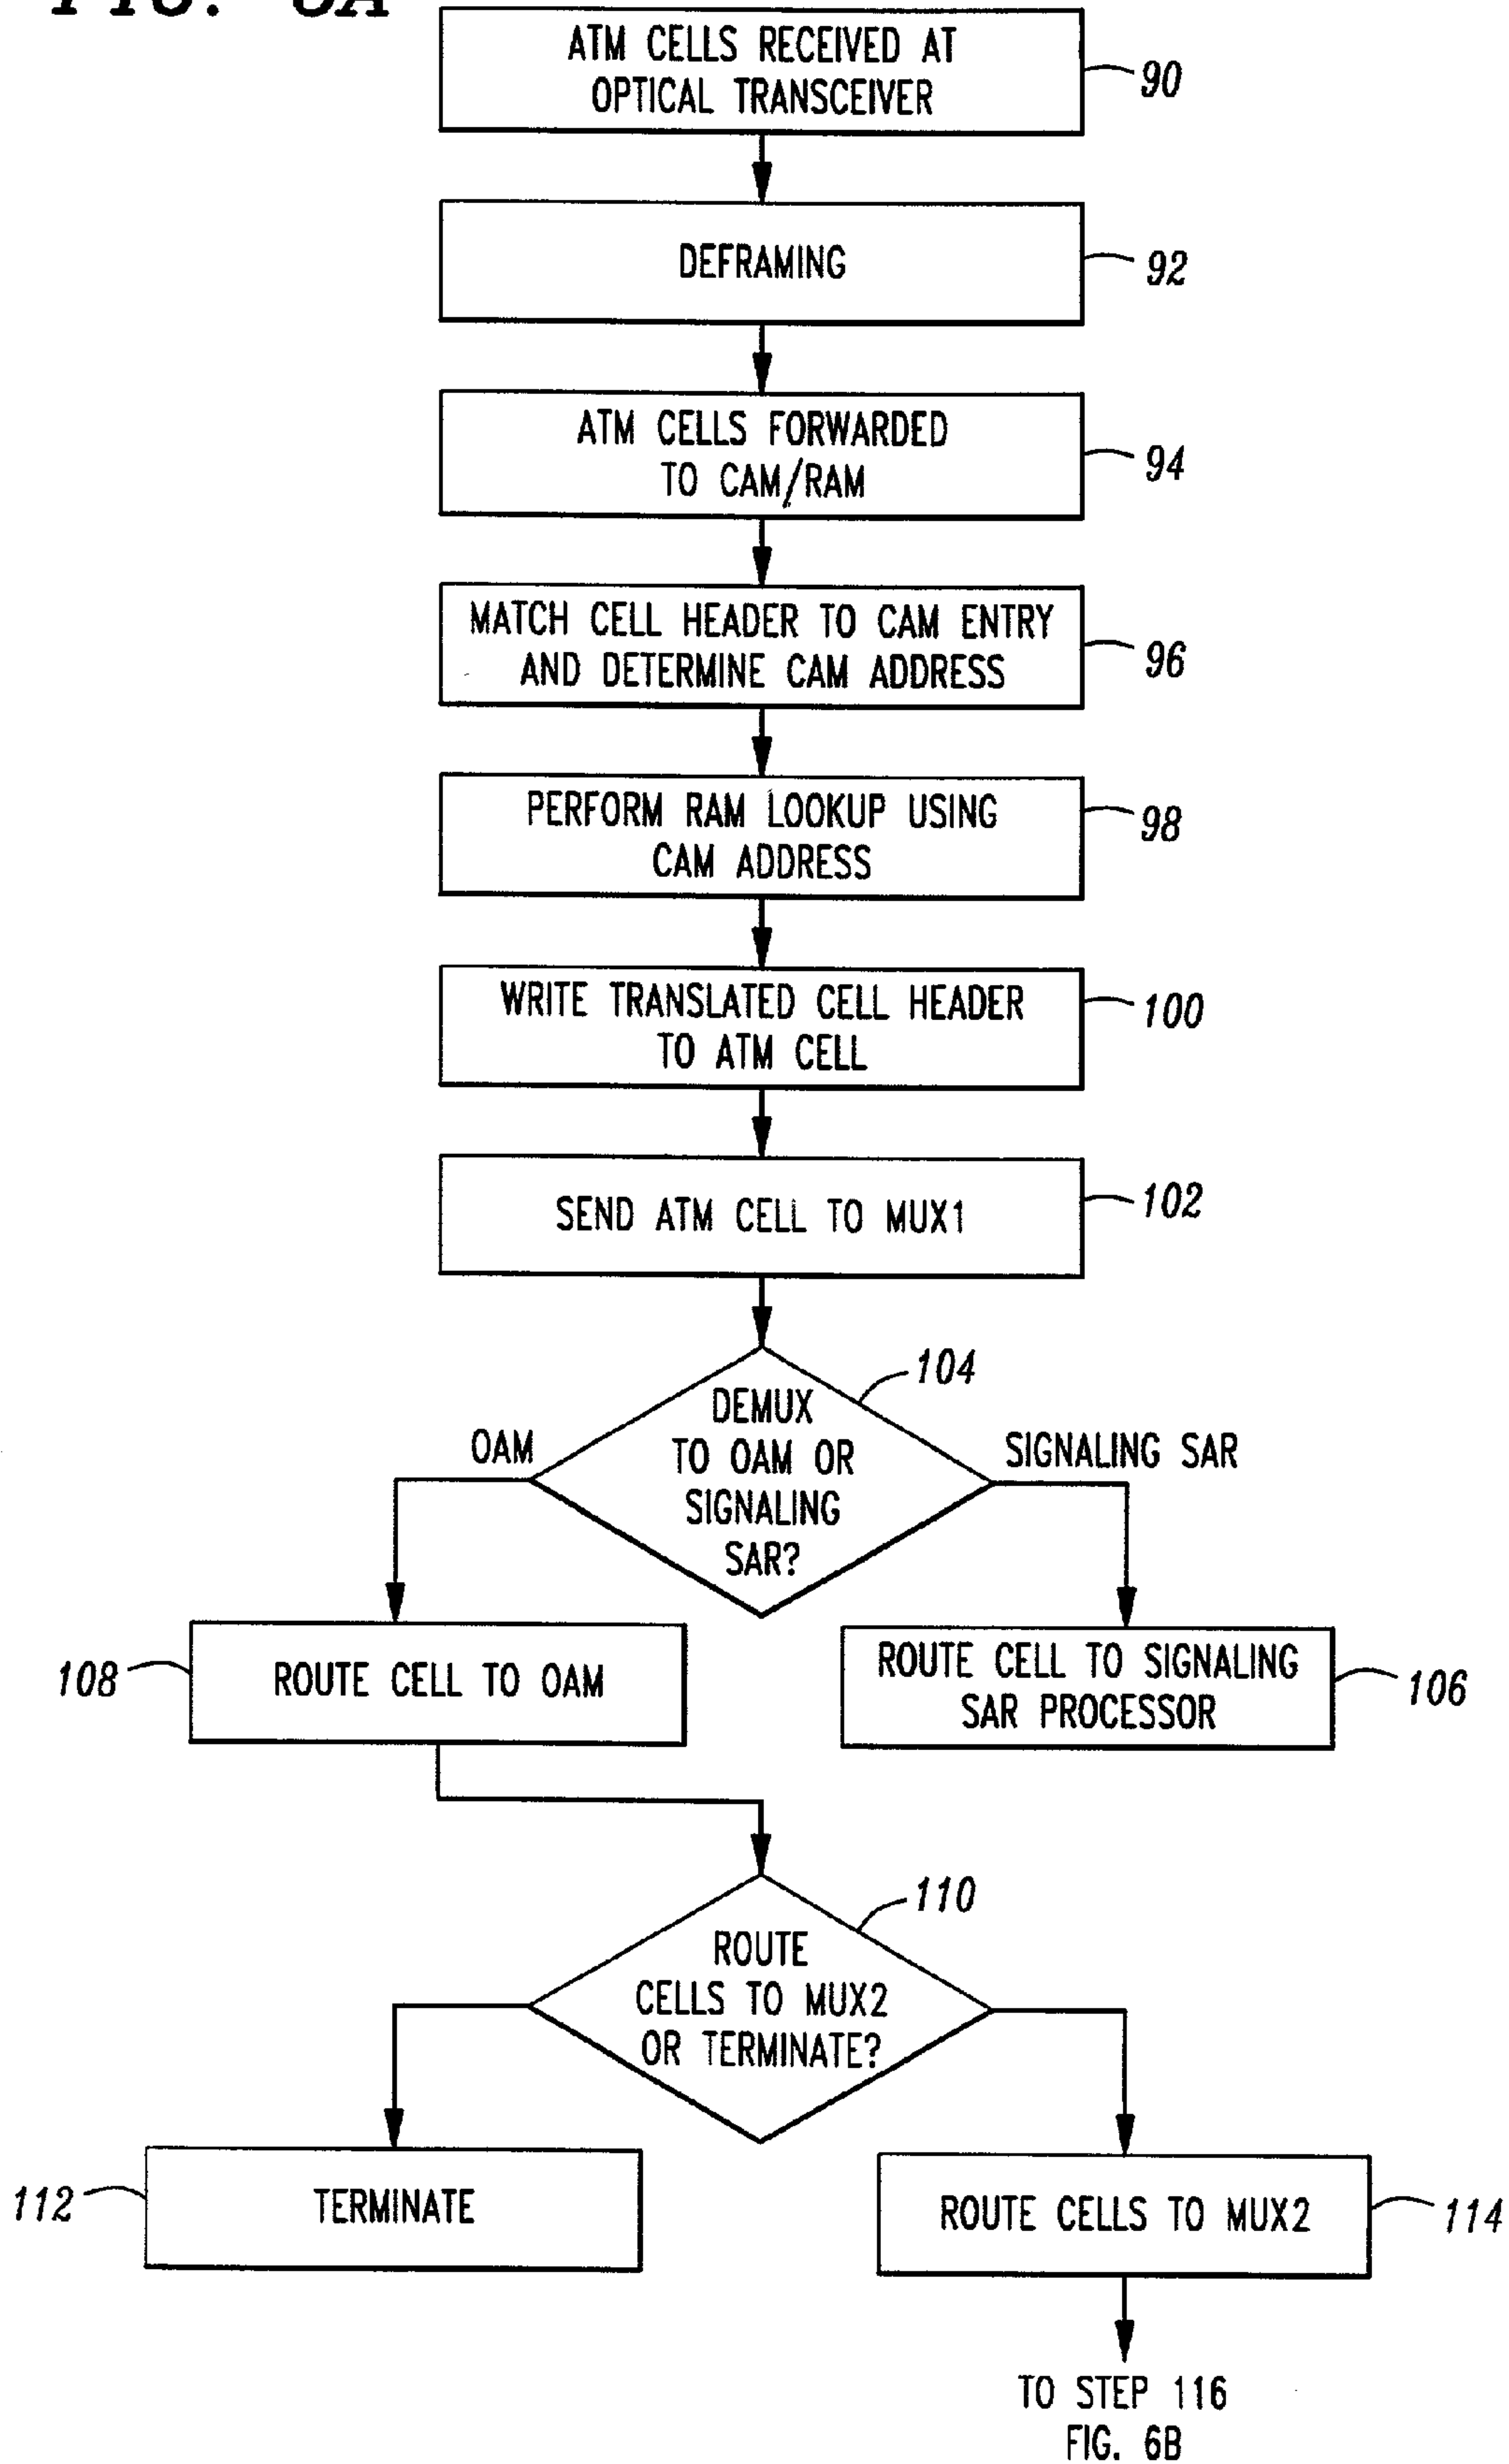 FIG. 6A
ATM CELLS RECEIVED AT
OPTICAL TRANSCEIVER
90
DEFRAMING
92
ATM CELLS FORWARDED
TO CAM/RAM
94
MATCH CELL HEADER TO CAM ENTRY
AND DETERMINE CAM ADDRESS
96
PERFORM RAM LOOKUP USING
CAM ADDRESS
98
WRITE TRANSLATED CELL HEADER
TO ATM CELL
100
SEND ATM CELL TO MUX1
102
104
DEMUX
TO OAM OR
SIGNALING
SAR?
OAM
SIGNALING SAR
108
ROUTE CELL TO OAM
ROUTE CELL TO SIGNALING
SAR PROCESSOR
106
110
ROUTE
CELLS TO MUX2
OR TERMINATE?
112
TERMINATE
ROUTE CELLS TO MUX2
114
TO STEP 116
FIG. 6B